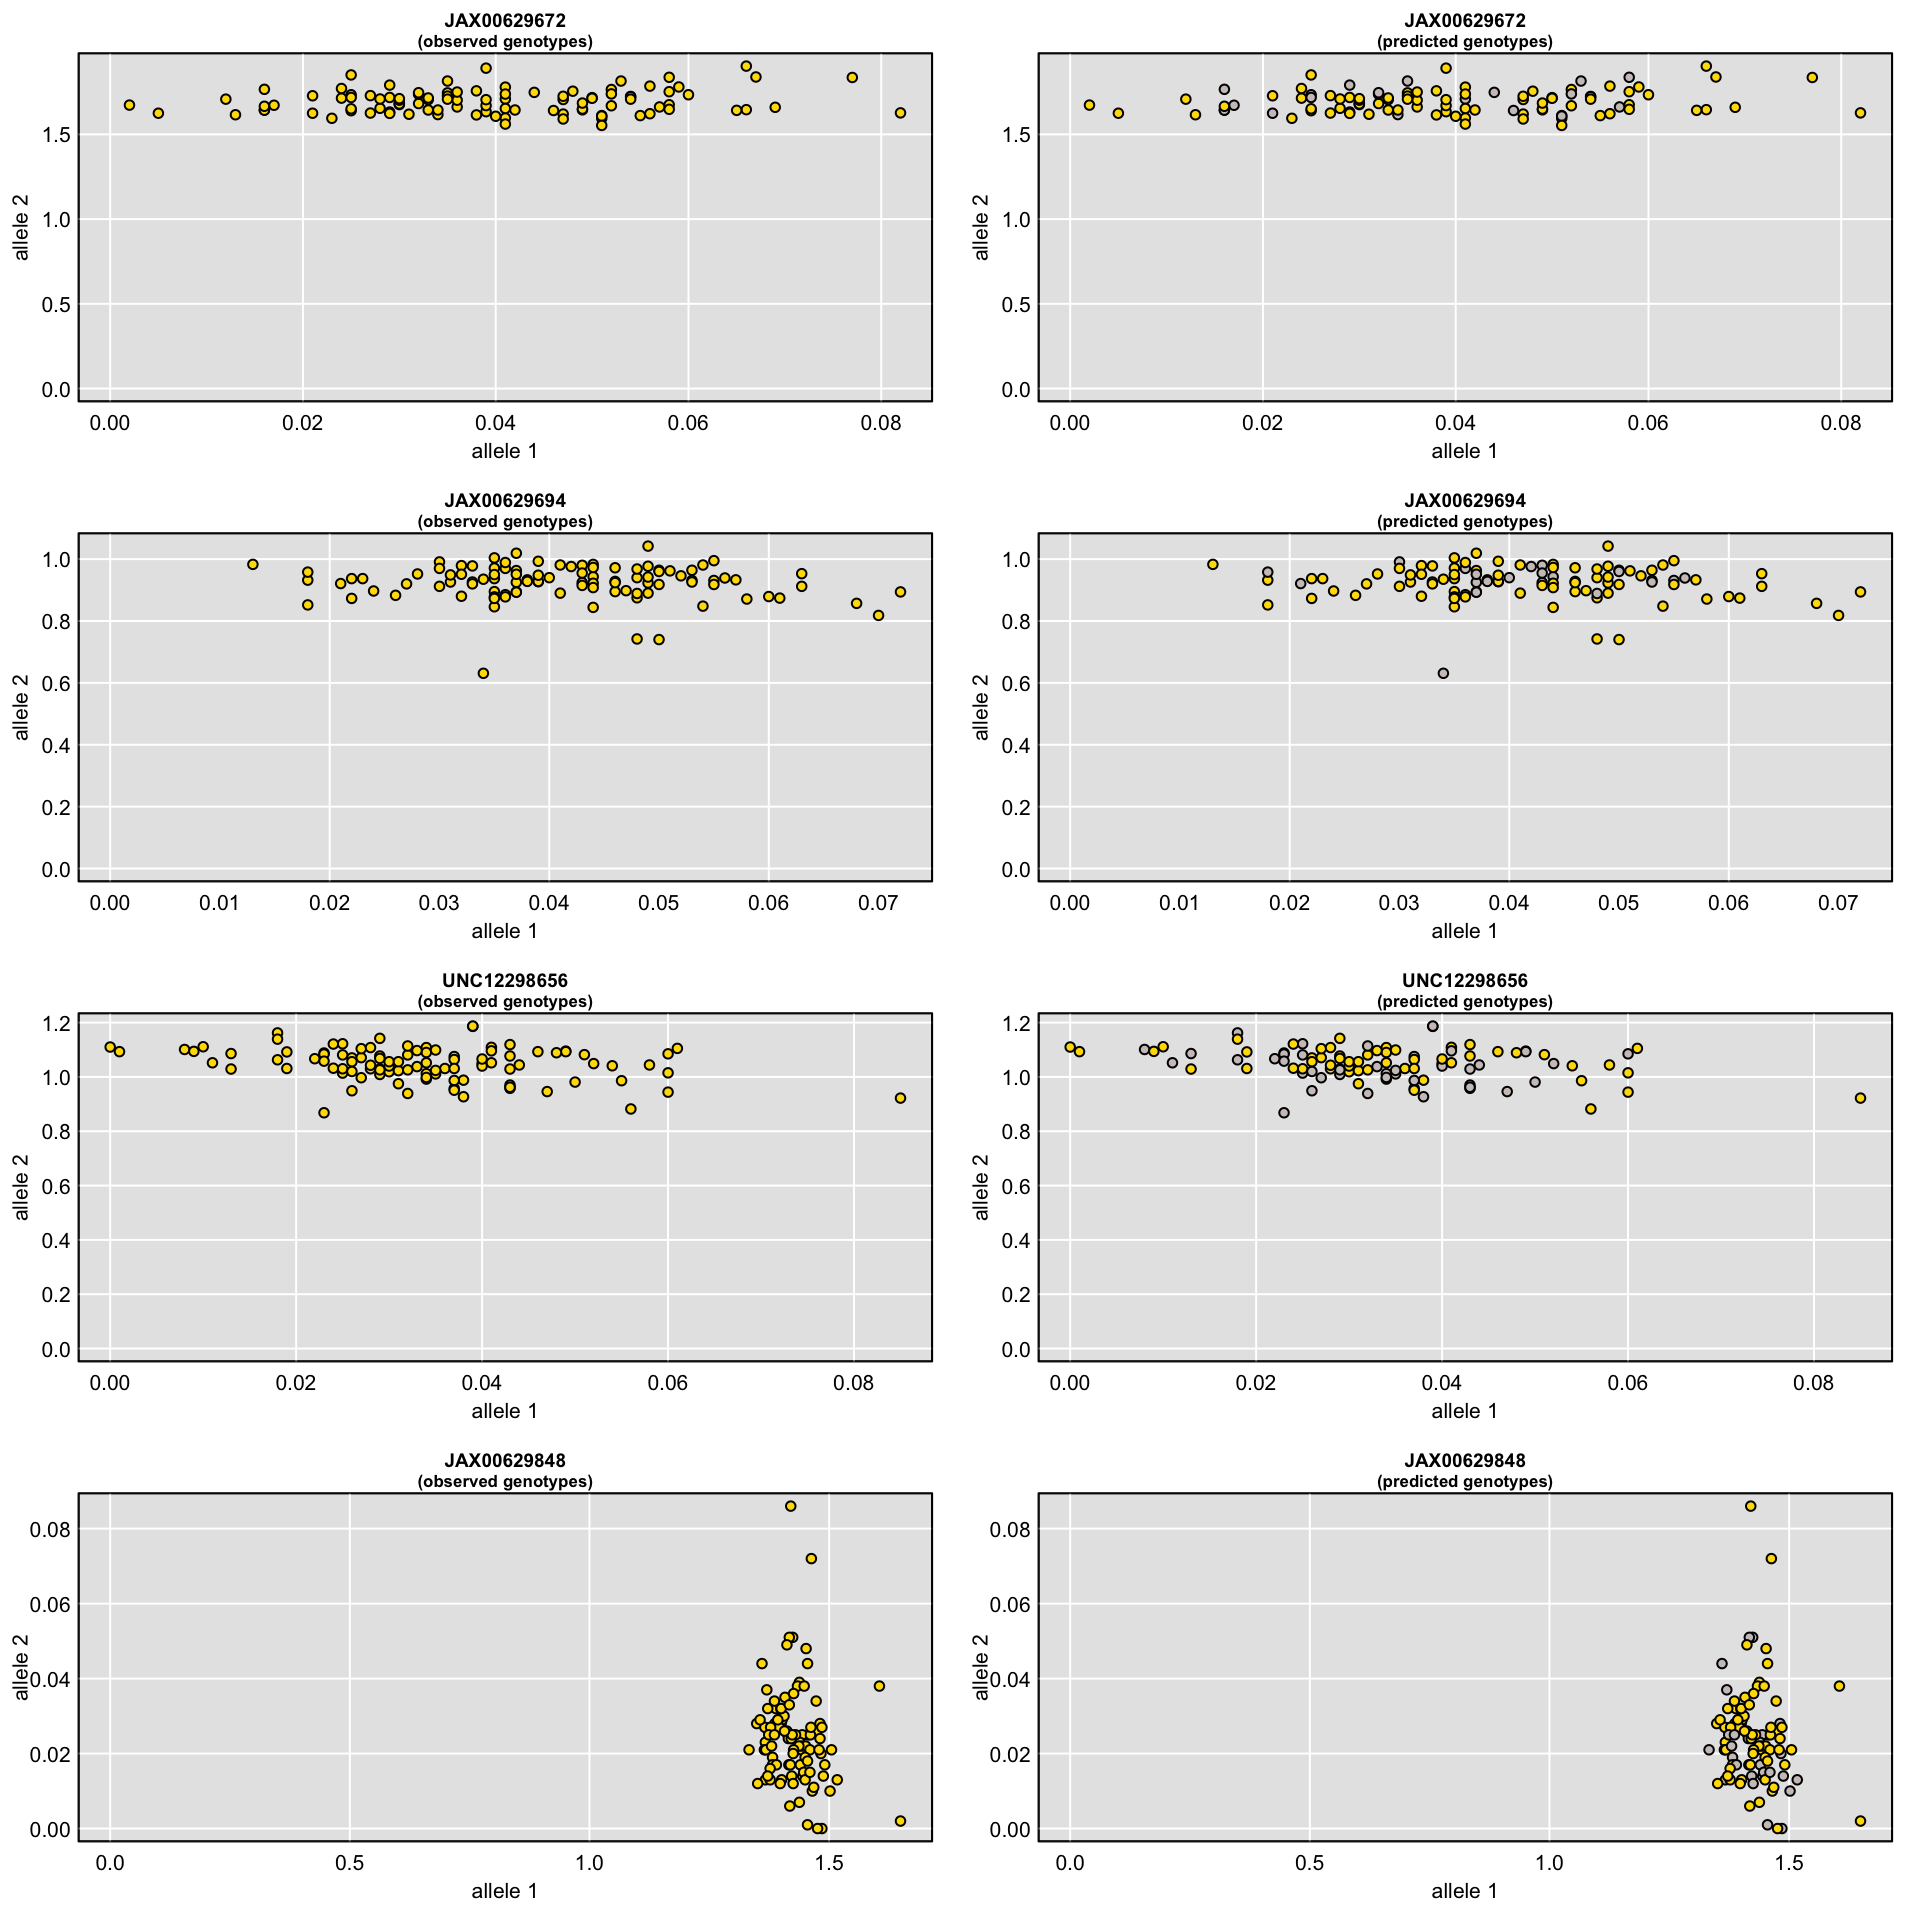 JAX00629672
(observed genotypes)
allele 2
1.5
1.0
0.5
0.0
0.00 0.02 0.04 0.06 0.08
allele 1
JAX00629672
(predicted genotypes)
allele 2
1.5
1.0
0.5
0.0
0.00 0.02 0.04 0.06 0.08
allele 1
JAX00629694
(observed genotypes)
allele 2
1.0
0.8
0.6
0.4
0.2
0.0
0.00 0.01 0.02 0.03 0.04 0.05 0.06 0.07
allele 1
JAX00629694
(predicted genotypes)
allele 2
1.0
0.8
0.6
0.4
0.2
0.0
0.00 0.01 0.02 0.03 0.04 0.05 0.06 0.07
allele 1
UNC12298656
(observed genotypes)
allele 2
1.2
1.0
0.8
0.6
0.4
0.2
0.0
0.00 0.02 0.04 0.06 0.08
allele 1
UNC12298656
(predicted genotypes)
allele 2
1.2
1.0
0.8
0.6
0.4
0.2
0.0
0.00 0.02 0.04 0.06 0.08
allele 1
JAX00629848
(observed genotypes)
allele 2
0.08
0.06
0.04
0.02
0.00
0.0 0.5 1.0 1.5
allele 1
JAX00629848
(predicted genotypes)
allele 2
0.08
0.06
0.04
0.02
0.00
0.0 0.5 1.0 1.5
allele 1